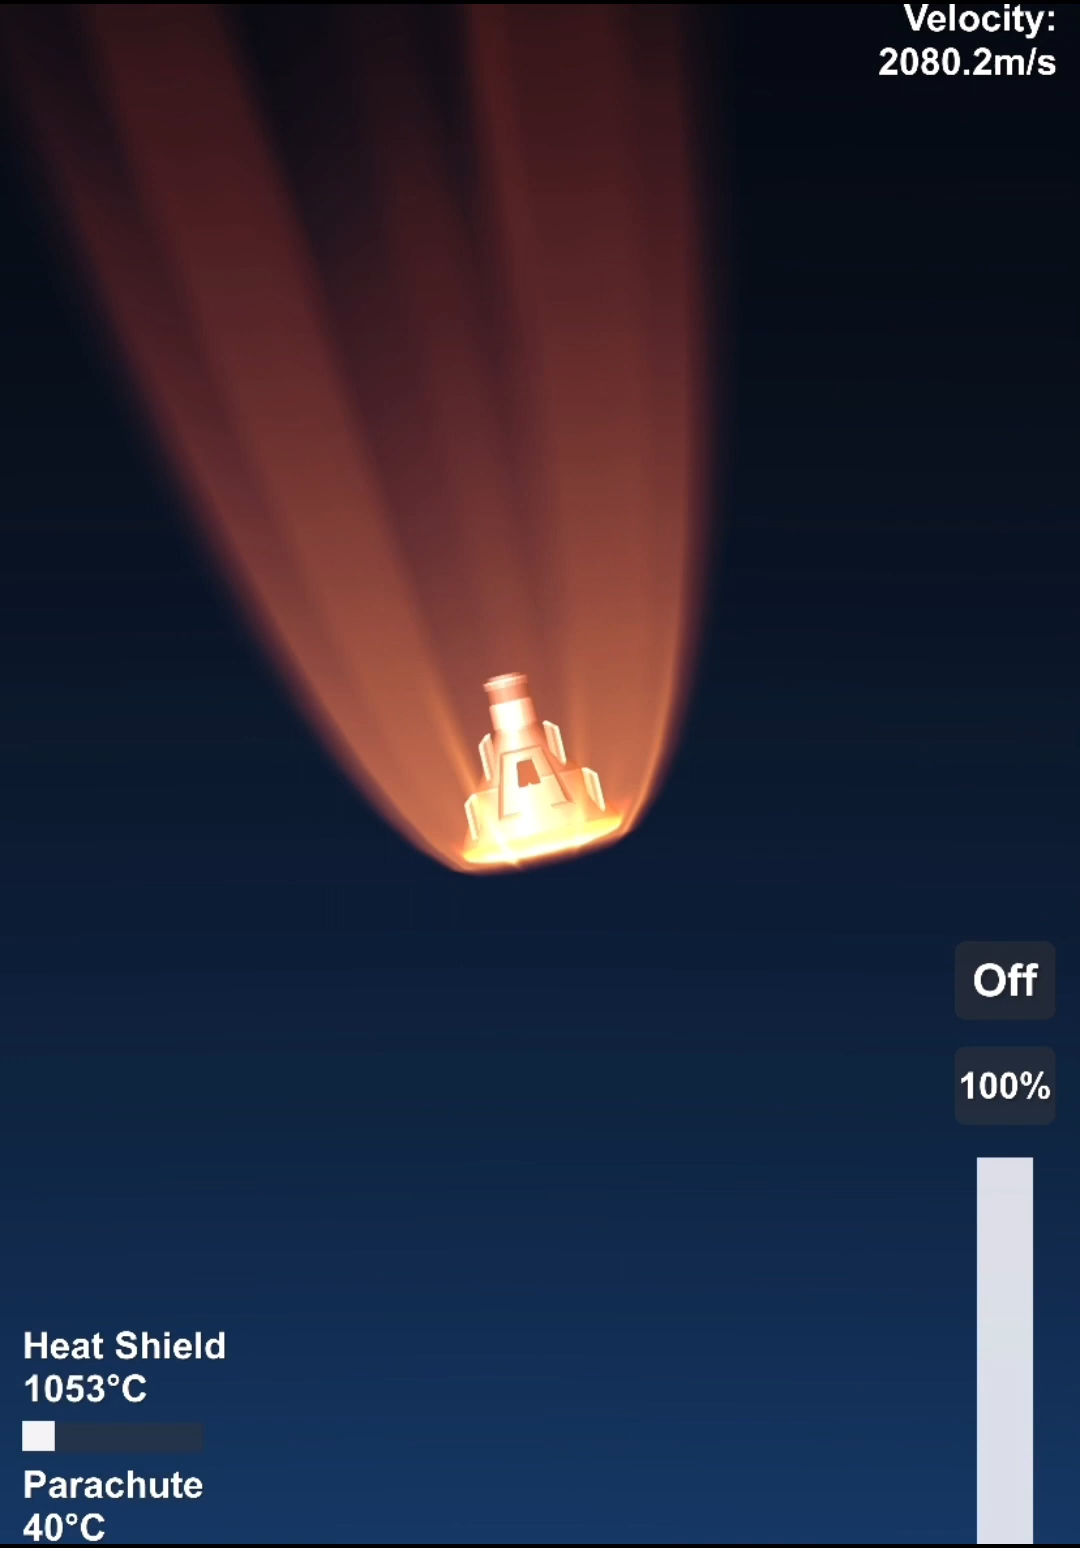 Velocity:
2080.2m/s
Off
100%
Heat Shield
1053°C
Parachute
40°C